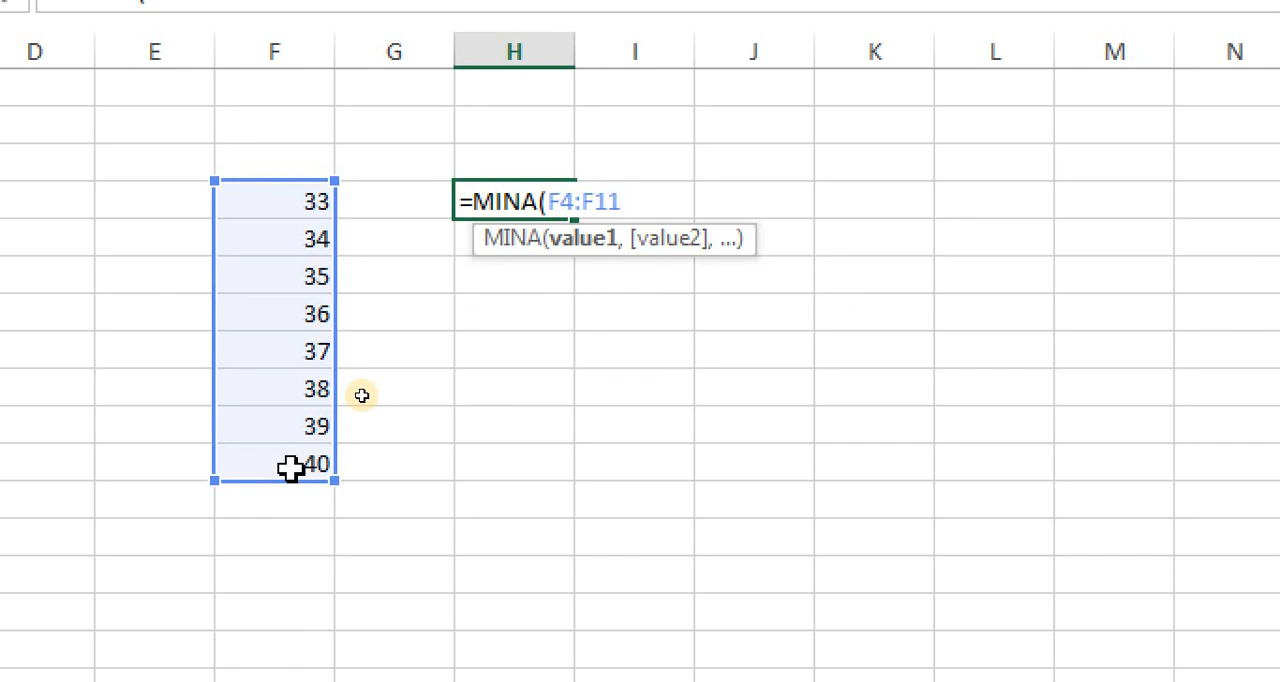 D E F G H I J K L M N
33 =MINA(F4:F11
34 MINA(value1, [value2], ...)
35
36
37
38
39
40